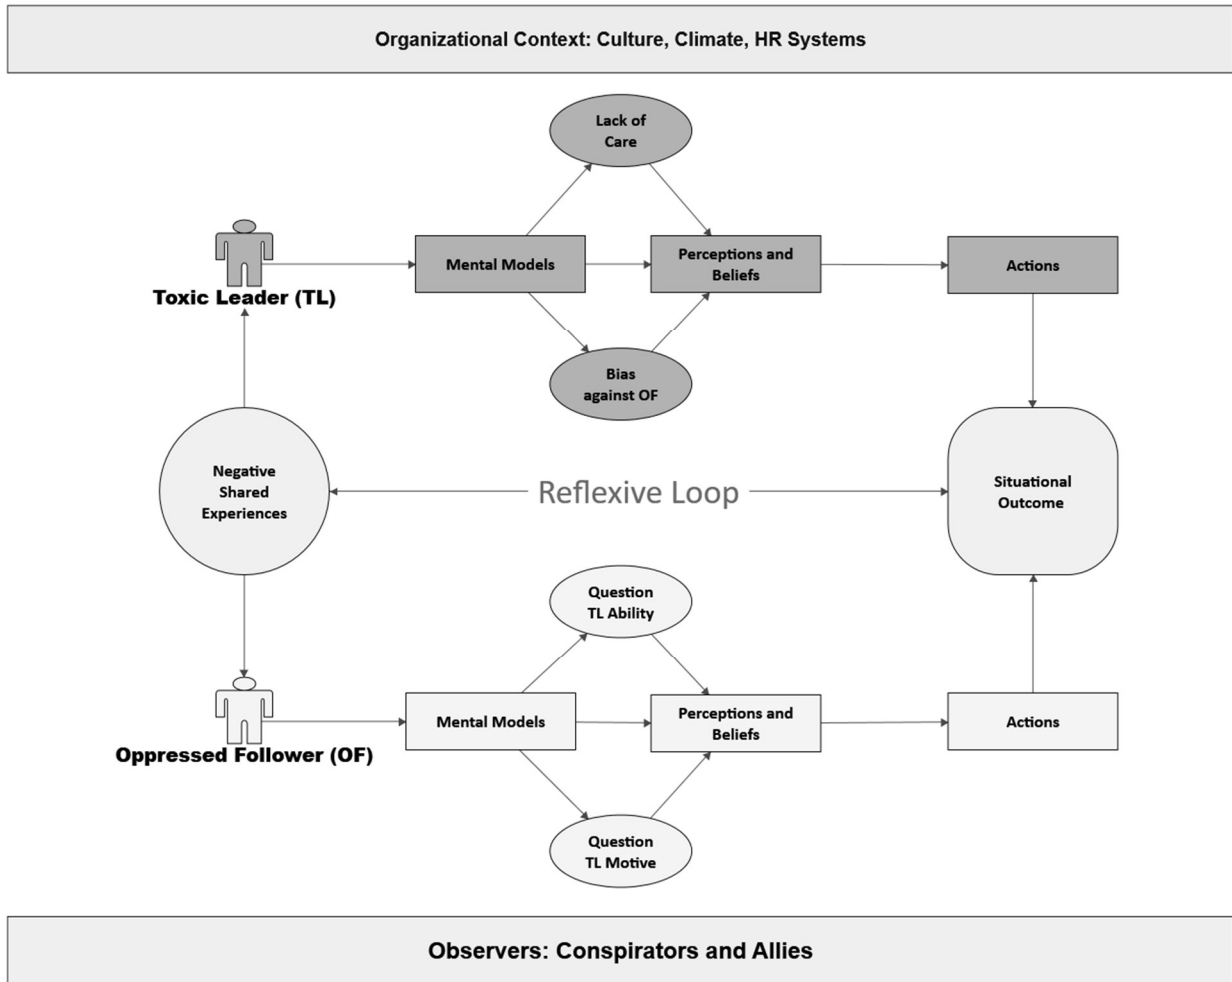 Organizational Context: Culture, Climate, HR Systems
Lack of
Care
Toxic Leader (TL)
Mental Models
Perceptions and
Beliefs
Actions
Bias
against OF
Negative
Shared
Experiences
Reflexive Loop
Situational
Outcome
Question
TL Ability
Oppressed Follower (OF)
Mental Models
Perceptions and
Beliefs
Actions
Question
TL Motive
Observers: Conspirators and Allies